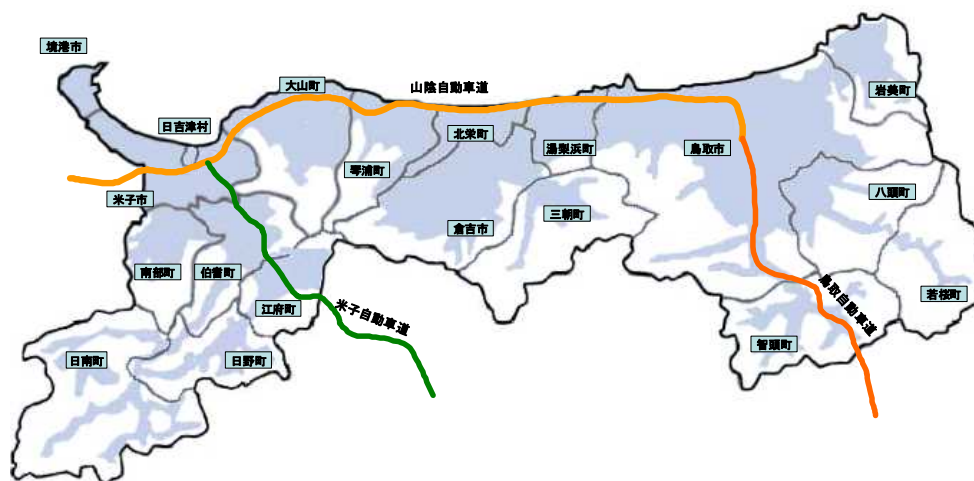 境港市
大山町
山陰自動車道
岩美町
日吉津村
北栄町
湯梨浜町
鳥取市
琴浦町
八頭町
米子市
三朝町
倉吉市
南部町
伯耆町
江府町
米子自動車道
鳥取自動車道
若桜町
智頭町
日南町
日野町